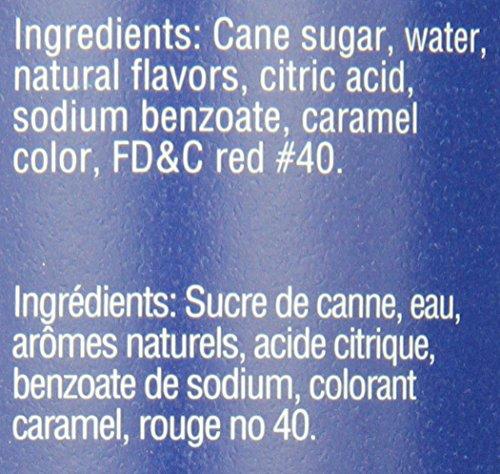 Ingredients: Cane sugar, water,
natural flavors, citric acid,
sodium benzoate, caramel
color, FD&C red #40.
Ingrédients: Sucre de canne, eau,
arômes naturels, acide citrique,
benzoate de sodium, colorant
caramel, rouge no 40.